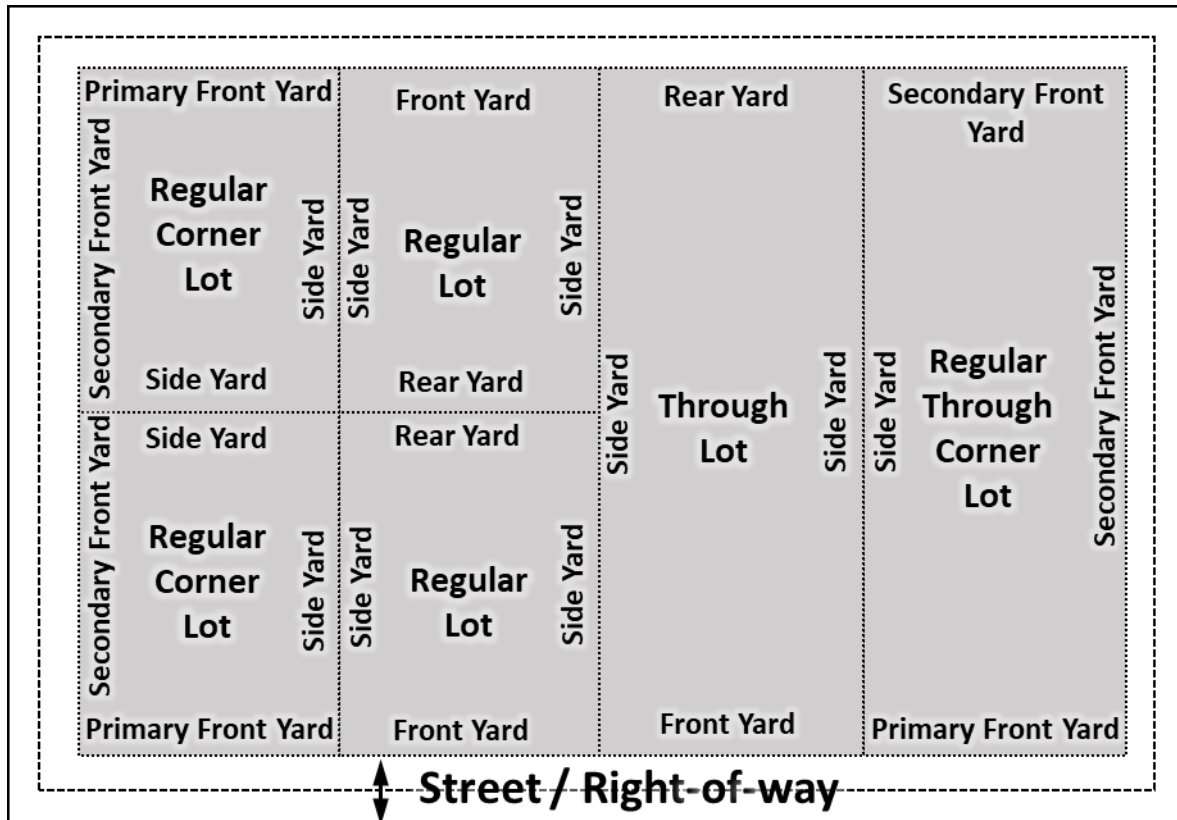 Primary Front Yard
Secondary Front Yard
Regular
Corner
Lot
Side Yard
Side Yard
Front Yard
Side Yard
Regular
Lot
Side Yard
Rear Yard
Rear Yard
Side Yard
Through
Lot
Side Yard
Front Yard
Secondary Front
Yard
Side Yard
Regular
Through
Corner
Lot
Secondary Front Yard
Primary Front Yard
Side Yard
Secondary Front Yard
Regular
Corner
Lot
Side Yard
Primary Front Yard
Rear Yard
Side Yard
Regular
Lot
Side Yard
Front Yard
Street / Right-of-way